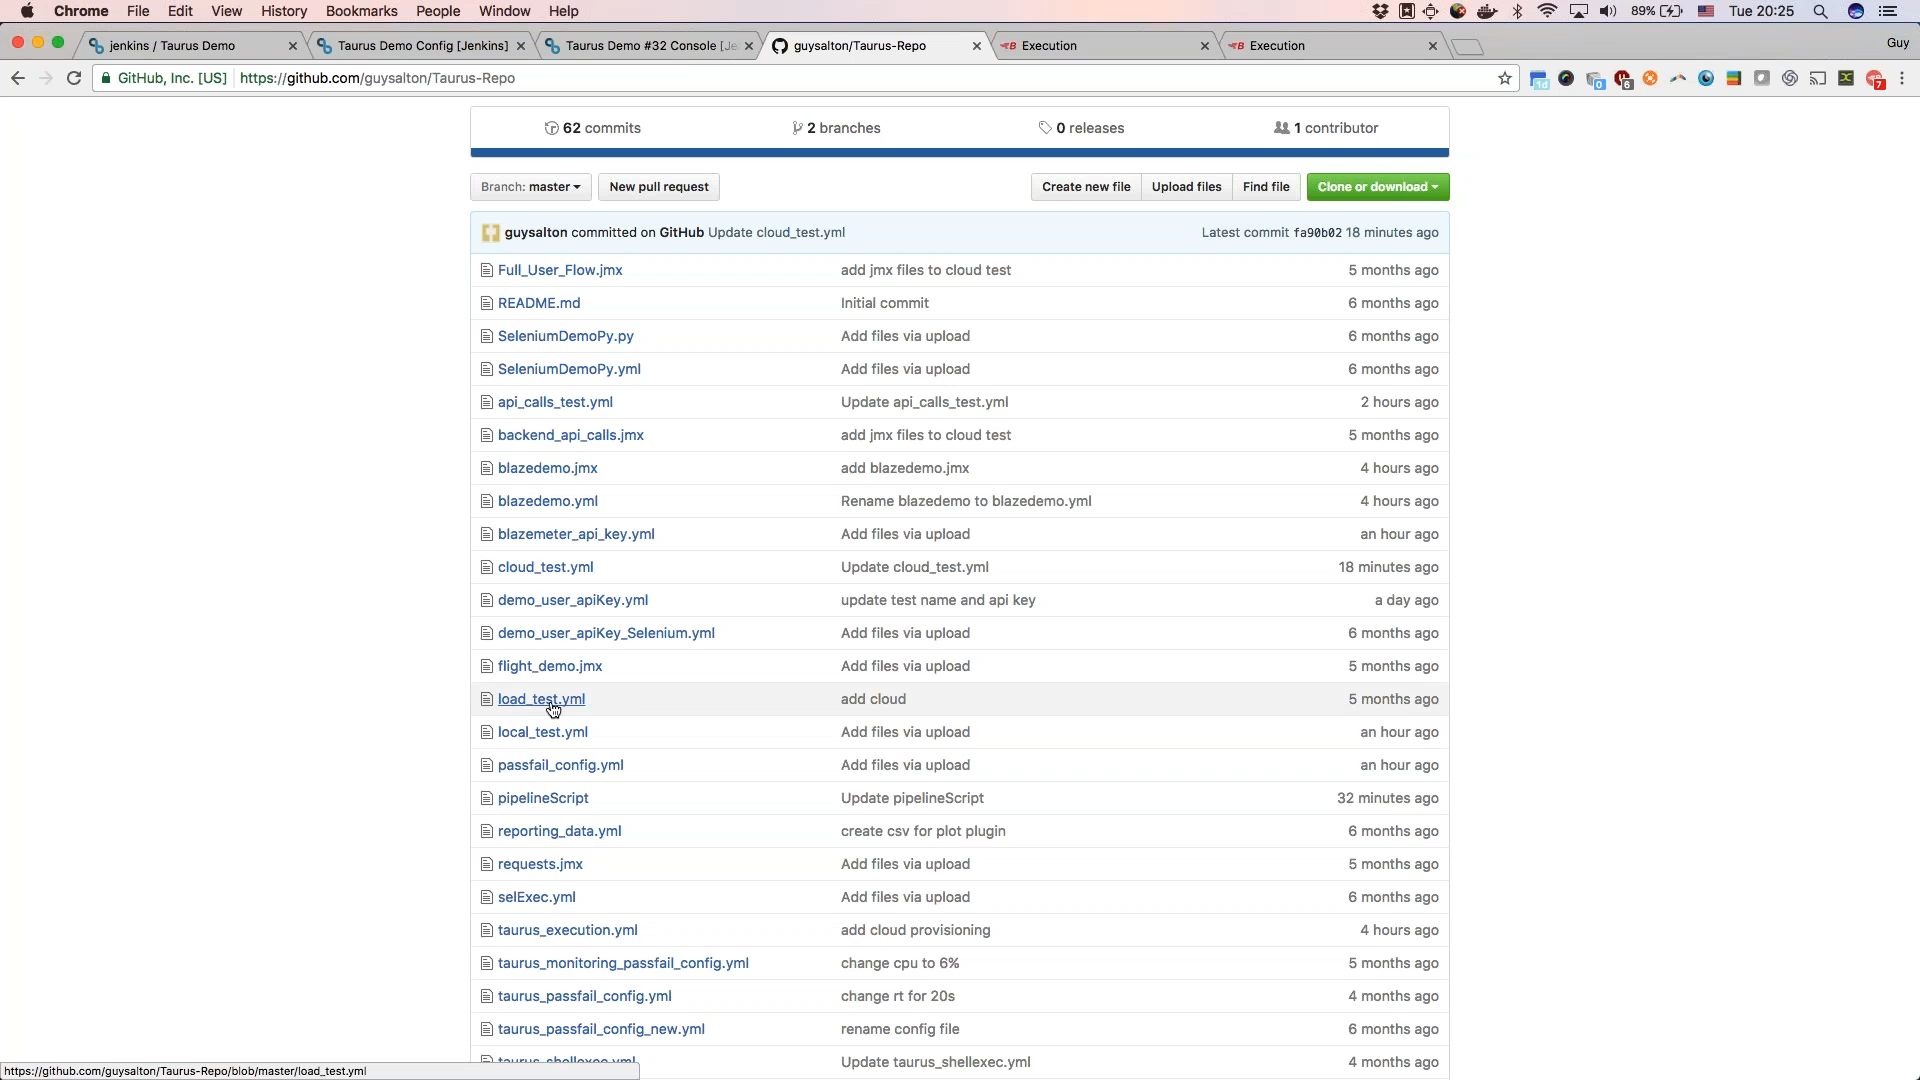 Chrome File Edit View History Bookmarks People Window Help 89% Tue 20:25
jenkins / Taurus Demo
Taurus Demo Config [Jenkins]
Taurus Demo #32 Console [Je
guysalton/Taurus-Repo
Execution
Execution
Guy
GitHub, Inc. [US] https://github.com/guysalton/Taurus-Repo
1d 0 6 7
62 commits 2 branches 0 releases 1 contributor
Branch: master New pull request Create new file Upload files Find file Clone or download
guysalton committed on GitHub Update cloud_test.yml Latest commit fa90b02 18 minutes ago
Full_User_Flow.jmx add jmx files to cloud test 5 months ago
README.md Initial commit 6 months ago
SeleniumDemoPy.py Add files via upload 6 months ago
SeleniumDemoPy.yml Add files via upload 6 months ago
api_calls_test.yml Update api_calls_test.yml 2 hours ago
backend_api_calls.jmx add jmx files to cloud test 5 months ago
blazedemo.jmx add blazedemo.jmx 4 hours ago
blazedemo.yml Rename blazedemo to blazedemo.yml 4 hours ago
blazemeter_api_key.yml Add files via upload an hour ago
cloud_test.yml Update cloud_test.yml 18 minutes ago
demo_user_apiKey.yml update test name and api key a day ago
demo_user_apiKey_Selenium.yml Add files via upload 6 months ago
flight_demo.jmx Add files via upload 5 months ago
load_test.yml add cloud 5 months ago
local_test.yml Add files via upload an hour ago
passfail_config.yml Add files via upload an hour ago
pipelineScript Update pipelineScript 32 minutes ago
reporting_data.yml create csv for plot plugin 6 months ago
requests.jmx Add files via upload 5 months ago
selExec.yml Add files via upload 6 months ago
taurus_execution.yml add cloud provisioning 4 hours ago
taurus_monitoring_passfail_config.yml change cpu to 6% 5 months ago
taurus_passfail_config.yml change rt for 20s 4 months ago
taurus_passfail_config_new.yml rename config file 6 months ago
taurus_shellexec.yml Update taurus_shellexec.yml 4 months ago
https://github.com/guysalton/Taurus-Repo/blob/master/load_test.yml